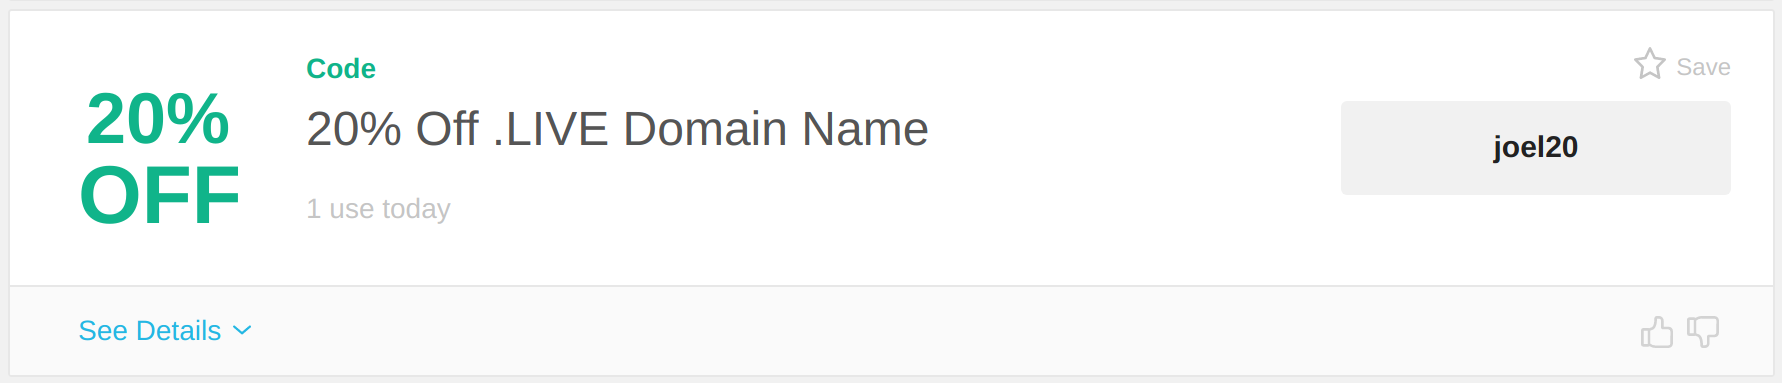 20%
OFF
Code
20% Off .LIVE Domain Name
1 use today
Save
joel20
See Details